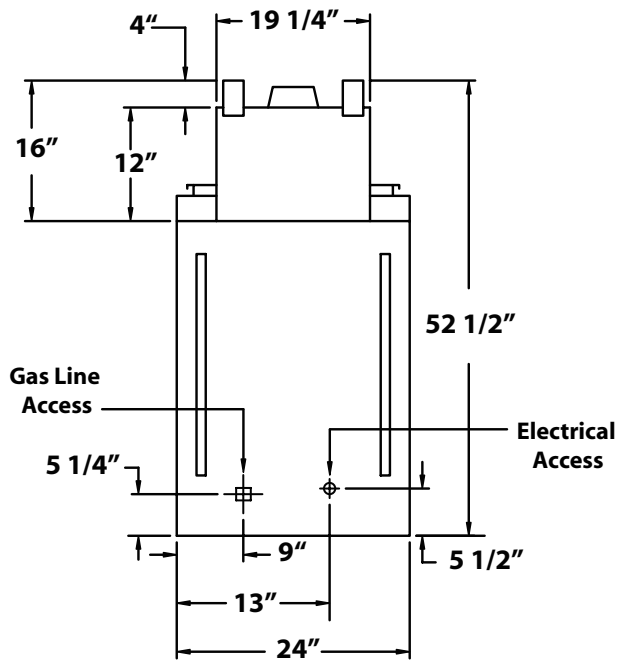 4“
19 1/4”
16”
12”
52 1/2”
Gas Line
Access
Electrical
Access
5 1/4”
9“
5 1/2”
13”
24”